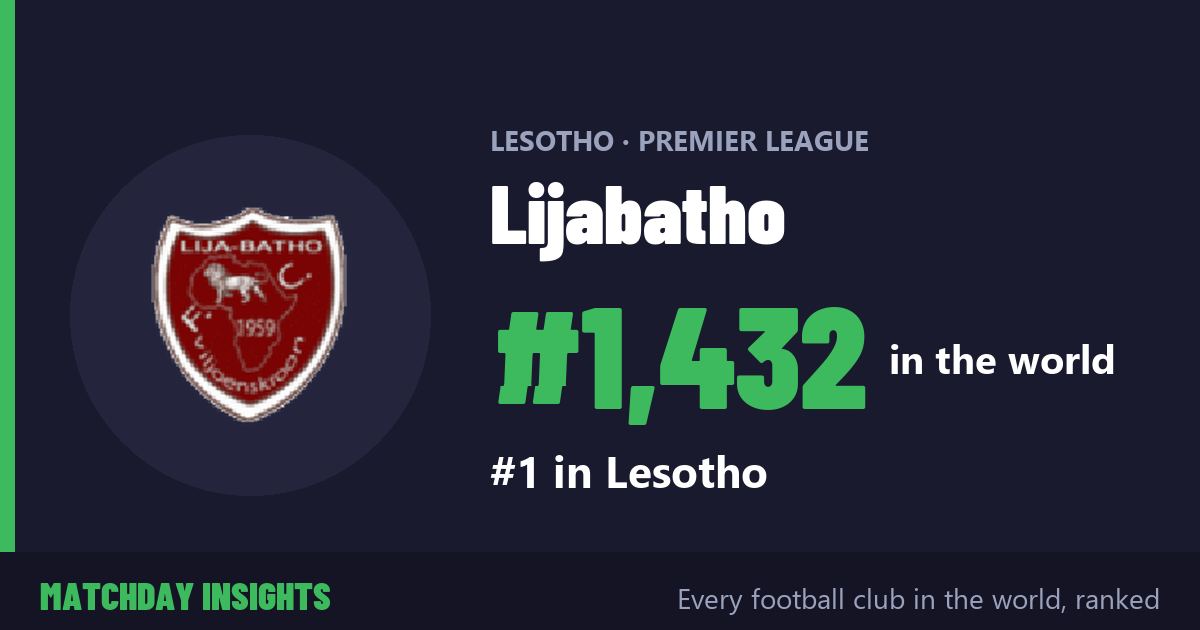 LESOTHO · PREMIER LEAGUE
Lijabatho
LIJA-BATHO
1959
Viljoenskroon
#1,432 in the world
#1 in Lesotho
MATCHDAY INSIGHTS
Every football club in the world, ranked